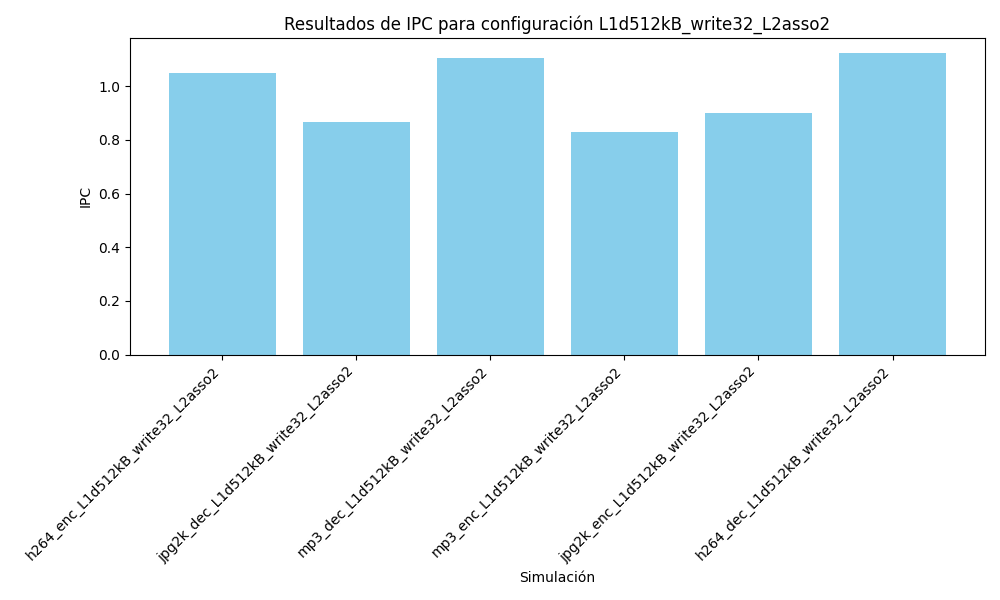 Resultados de IPC para configuración L1d512kB_write32_L2asso2
IPC
1.0
0.8
0.6
0.4
0.2
0.0
h264_enc_L1d512kB_write32_L2asso2
jpg2k_dec_L1d512kB_write32_L2asso2
mp3_dec_L1d512kB_write32_L2asso2
mp3_enc_L1d512kB_write32_L2asso2
jpg2k_enc_L1d512kB_write32_L2asso2
h264_dec_L1d512kB_write32_L2asso2
Simulación